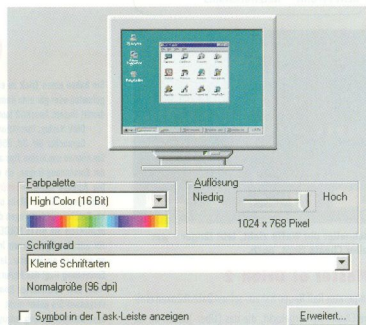 Farbpalette
High Color (16 Bit)
Auflösung
Niedrig Hoch
1024 x 768 Pixel
Schriftgrad
Kleine Schriftarten
Normalgröße (96 dpi)
Symbol in der Task-Leiste anzeigen
Erweitert...